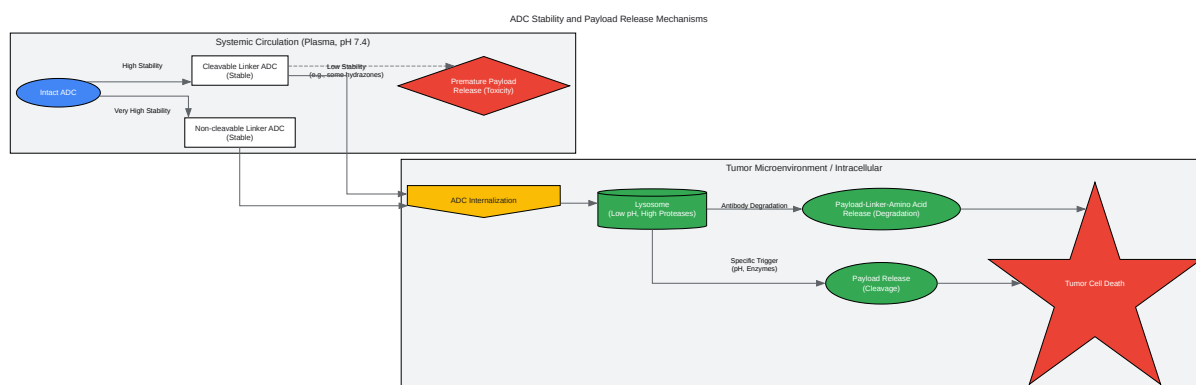 ADC Stability and Payload Release Mechanisms
Systemic Circulation (Plasma, pH 7.4)
High Stability
Cleavable Linker ADC
(Stable)
Low Stability
(e.g., some hydrazones)
Premature Payload
Release (Toxicity)
Intact ADC
Very High Stability
Non-cleavable Linker ADC
(Stable)
Tumor Microenvironment / Intracellular
ADC Internalization
Lysosome
(Low pH, High Proteases)
Antibody Degradation
Payload-Linker-Amino Acid
Release (Degradation)
Specific Trigger
(pH, Enzymes)
Payload Release
(Cleavage)
Tumor Cell Death